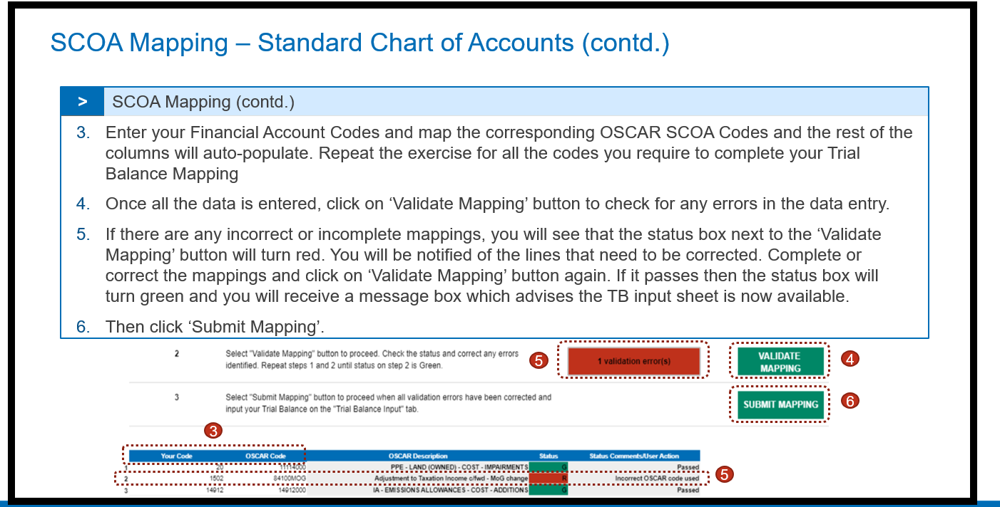 SCOA Mapping – Standard Chart of Accounts (contd.)
> SCOA Mapping (contd.)
3. Enter your Financial Account Codes and map the corresponding OSCAR SCOA Codes and the rest of the
columns will auto-populate. Repeat the exercise for all the codes you require to complete your Trial
Balance Mapping
4. Once all the data is entered, click on ‘Validate Mapping’ button to check for any errors in the data entry.
5. If there are any incorrect or incomplete mappings, you will see that the status box next to the ‘Validate
Mapping’ button will turn red. You will be notified of the lines that need to be corrected. Complete or
correct the mappings and click on ‘Validate Mapping’ button again. If it passes then the status box will
turn green and you will receive a message box which advises the TB input sheet is now available.
6. Then click ‘Submit Mapping’.
2 Select "Validate Mapping" button to proceed. Check the status and correct any errors
identified. Repeat steps 1 and 2 until status on step 2 is Green.
5
1 validation error(s)
VALIDATE
MAPPING
4
3 Select "Submit Mapping" button to proceed when all validation errors have been corrected and
input your Trial Balance on the "Trial Balance Input" tab.
SUBMIT MAPPING
6
3
Your Code OSCAR Code OSCAR Description Status Status Comments/User Action
1 20 11114000 PPE - LAND (OWNED) - COST - IMPAIRMENTS G Passed
2 1502 84100MOG Adjustment to Taxation Income c/fwd - MoG change R Incorrect OSCAR code used
5
3 14912 14912000 IA - EMISSIONS ALLOWANCES - COST - ADDITIONS G Passed